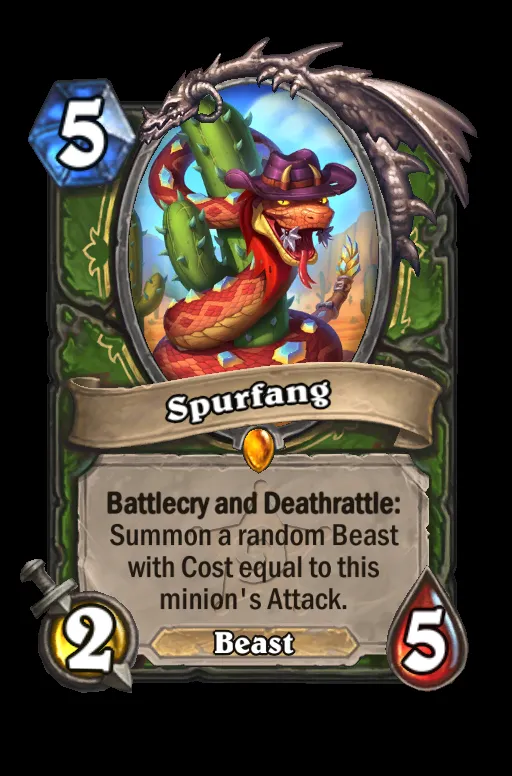 5
Spurfang
Battlecry and Deathrattle:
Summon a random Beast
with Cost equal to this
minion's Attack.
2
Beast
5